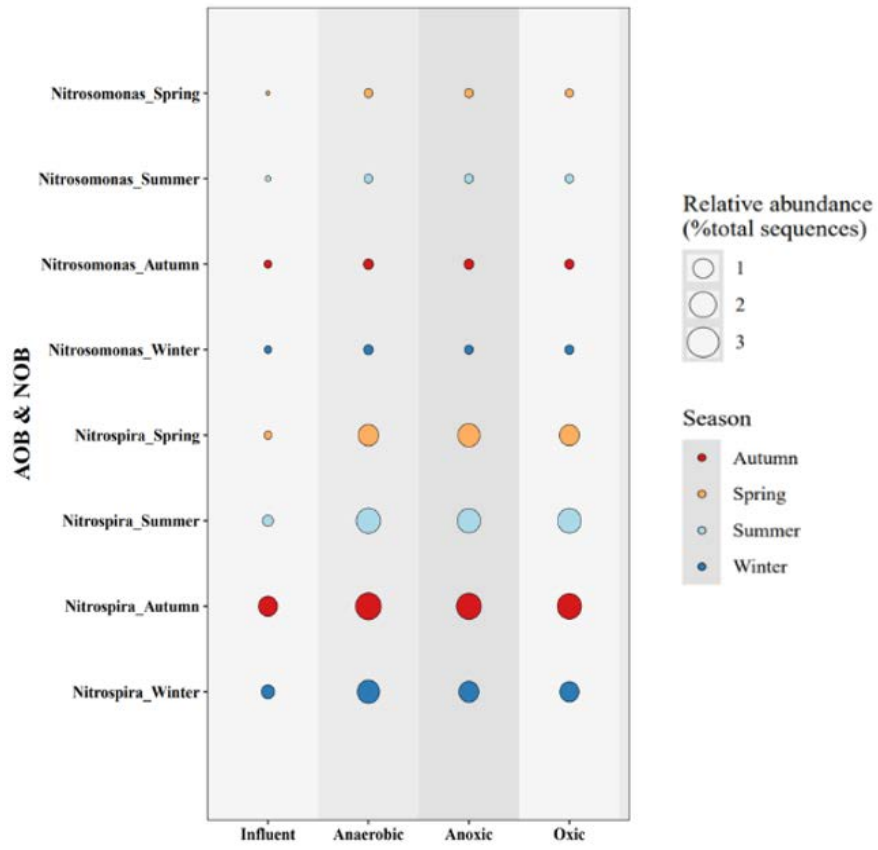 AOB & NOB
Nitrosomonas_Spring
Nitrosomonas_Summer
Nitrosomonas_Autumn
Nitrosomonas_Winter
Nitrospira_Spring
Nitrospira_Summer
Nitrospira_Autumn
Nitrospira_Winter
Influent
Anaerobic
Anoxic
Oxic
Relative abundance
(%total sequences)
1
2
3
Season
Autumn
Spring
Summer
Winter